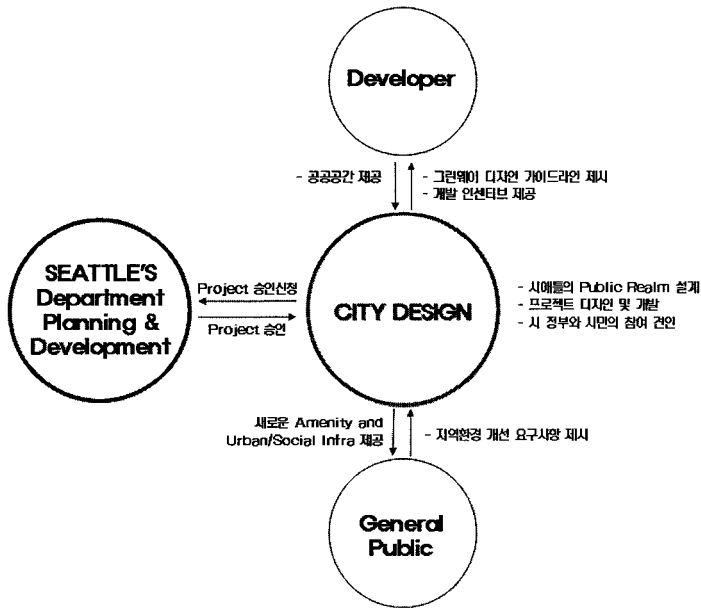 Developer
- 공공공간 제공
- 그린웨이 디자인 가이드라인 제시
- 개발 인센티브 제공
SEATTLE'S
Department
Planning &
Development
Project 승인신청
Project 승인
CITY DESIGN
- 시애틀의 Public Realm 설계
- 프로젝트 디자인 및 개발
- 시 정부와 시민의 참여 견인
새로운 Amenity and
Urban/Social Infra 제공
- 지역환경 개선 요구사항 제시
General
Public